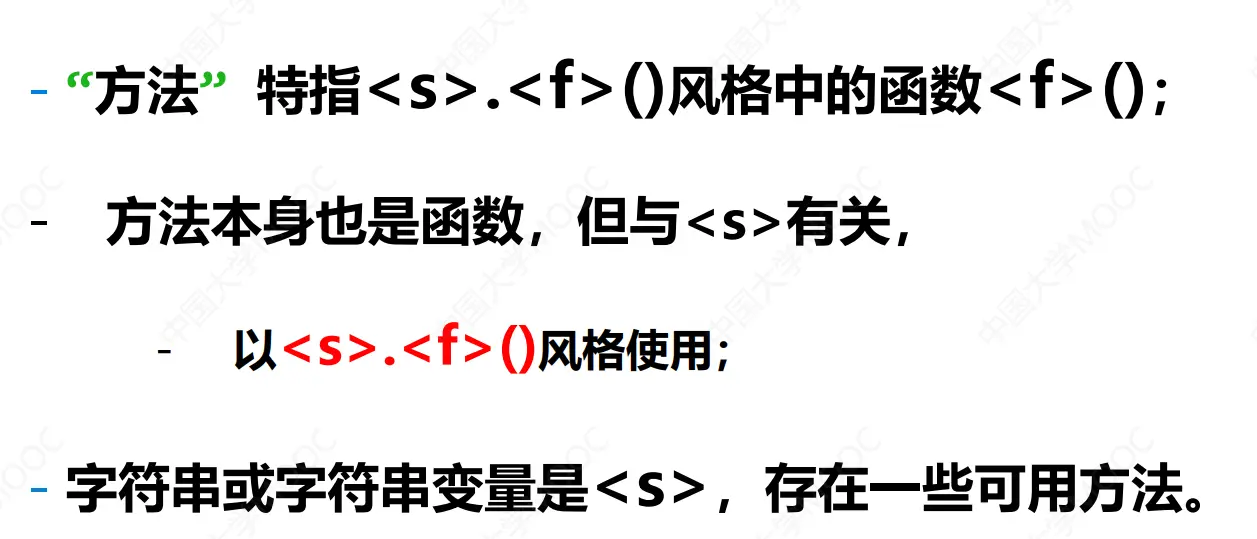 - “方法” 特指<s>.<f>()风格中的函数<f>();
- 方法本身也是函数，但与<s>有关，
- 以<s>.<f>()风格使用;
- 字符串或字符串变量是<s>，存在一些可用方法。
中国大学MOOC